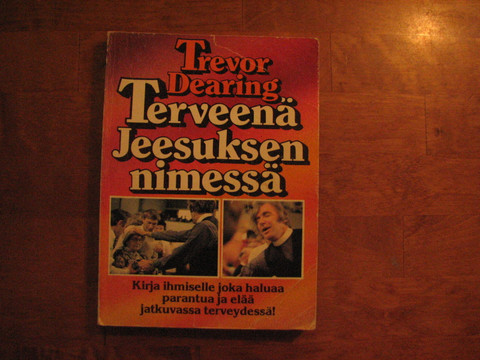 Trevor
Dearing
Terveenä
Jeesuksen
nimessä
Kirja ihmiselle joka haluaa
parantua ja elää
jatkuvassa terveydessä!